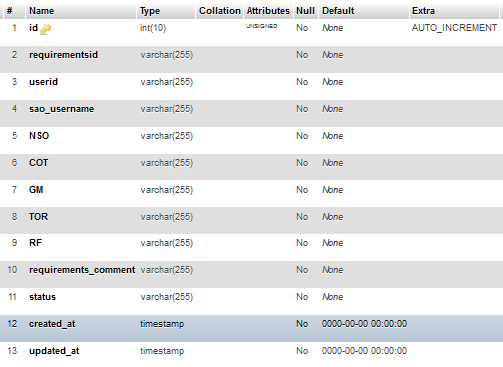 # Name Type Collation Attributes Null Default Extra
1 id int(10) UNSIGNED No None AUTO_INCREMENT
2 requirementsid varchar(255) No None
3 userid varchar(255) No None
4 sao_username varchar(255) No None
5 NSO varchar(255) No None
6 COT varchar(255) No None
7 GM varchar(255) No None
8 TOR varchar(255) No None
9 RF varchar(255) No None
10 requirements_comment varchar(255) No None
11 status varchar(255) No None
12 created_at timestamp No 0000-00-00 00:00:00
13 updated_at timestamp No 0000-00-00 00:00:00